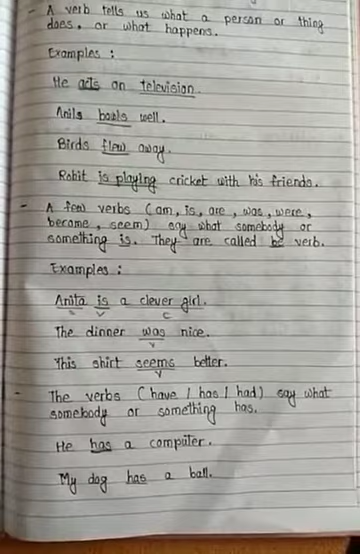 - A verb tells us what a person or thing
does, or what happens.
Examples :
He acts on television.
Anils bowls well.
Birds flew away.
Rohit is playing cricket with his friends.
- A few verbs (am, is, are, was, were,
become, seem) say what somebody or
something is. They are called be verb.
Examples :
Anita is a clever girl.
S V C
The dinner was nice.
V
This shirt seems better.
V
- The verbs (have / has / had) say what
somebody or something has.
He has a computer.
My dog has a ball.